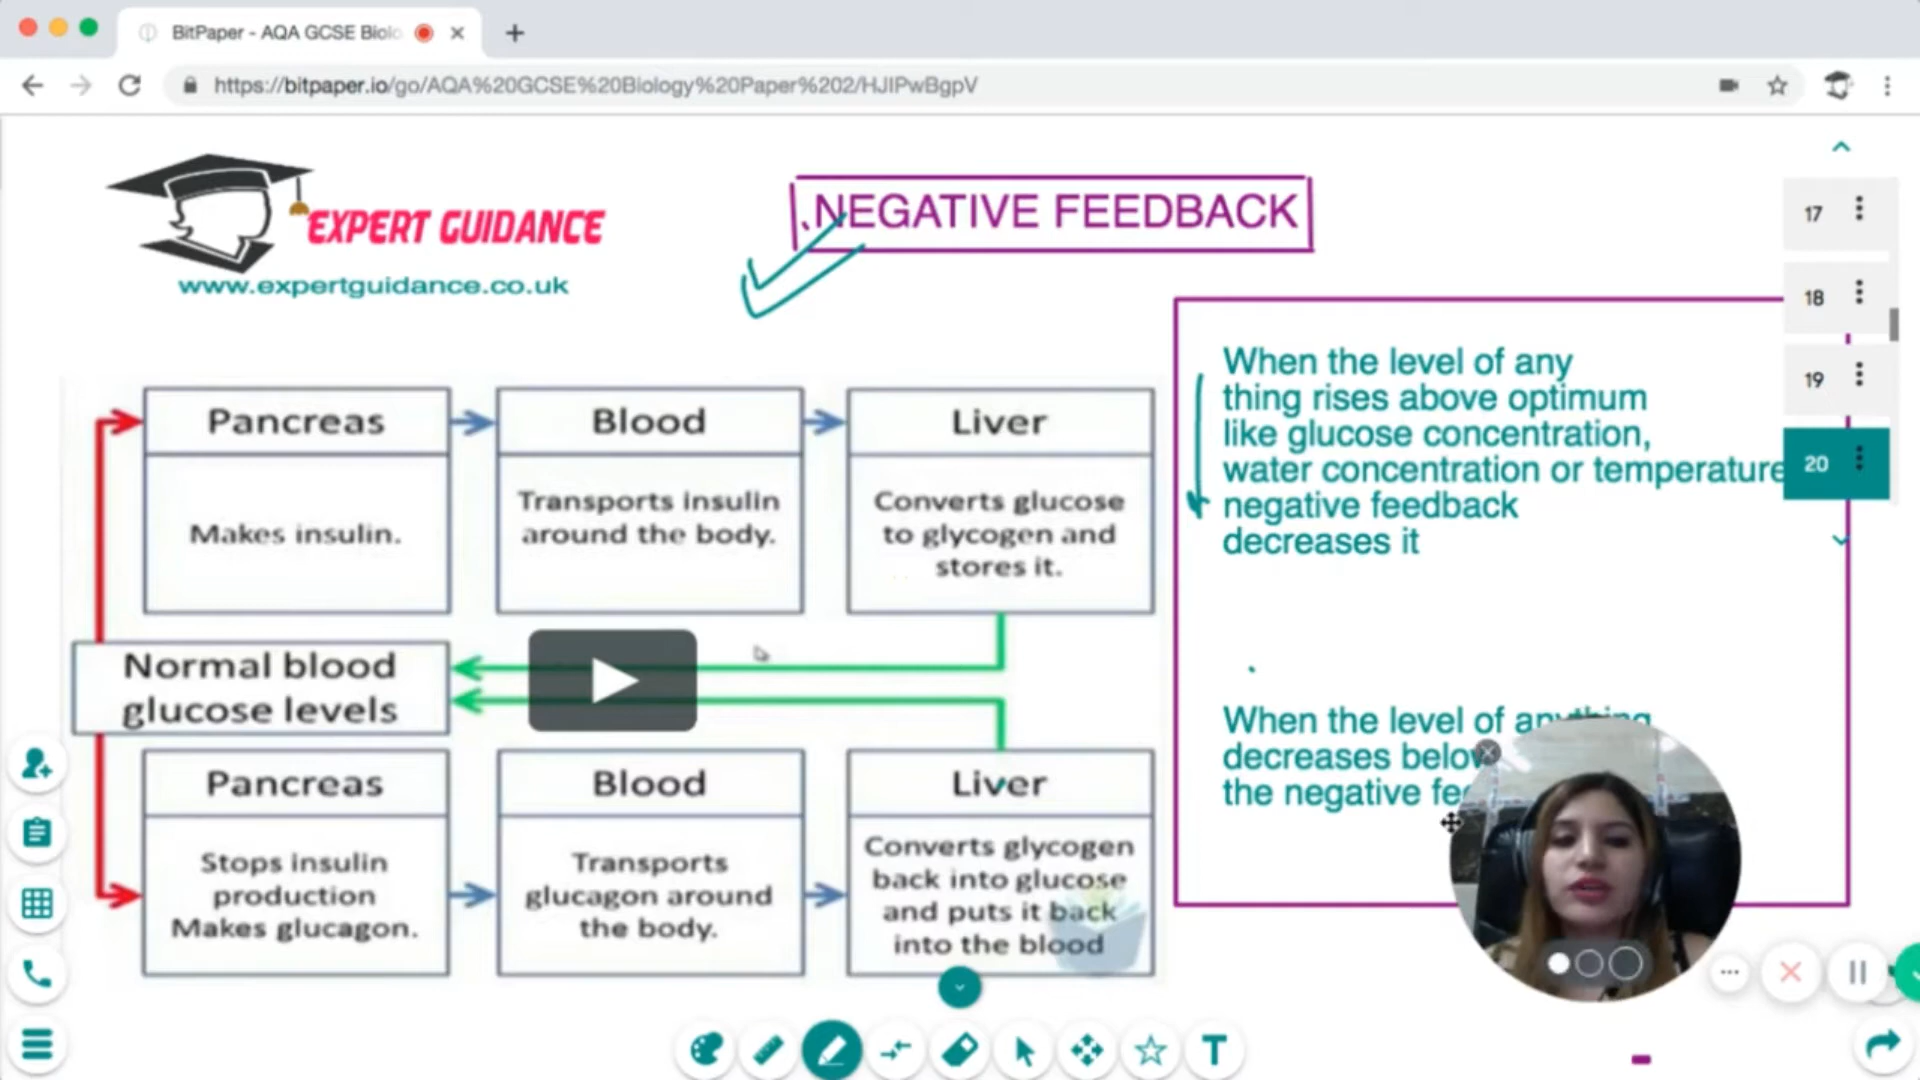 BitPaper - AQA GCSE Biolo
https://bitpaper.io/go/AQA%20GCSE%20Biology%20Paper%202/HJIPwBgpV
EXPERT GUIDANCE
www.expertguidance.co.uk
.NEGATIVE FEEDBACK
17
18
19
20
Pancreas
Makes insulin.
Blood
Transports insulin
around the body.
Liver
Converts glucose
to glycogen and
stores it.
Normal blood
glucose levels
Pancreas
Stops insulin
production
Makes glucagon.
Blood
Transports
glucagon around
the body.
Liver
Converts glycogen
back into glucose
and puts it back
into the blood
When the level of any
thing rises above optimum
like glucose concentration,
water concentration or temperature
negative feedback
decreases it
When the level of anything
decreases below
the negative
T